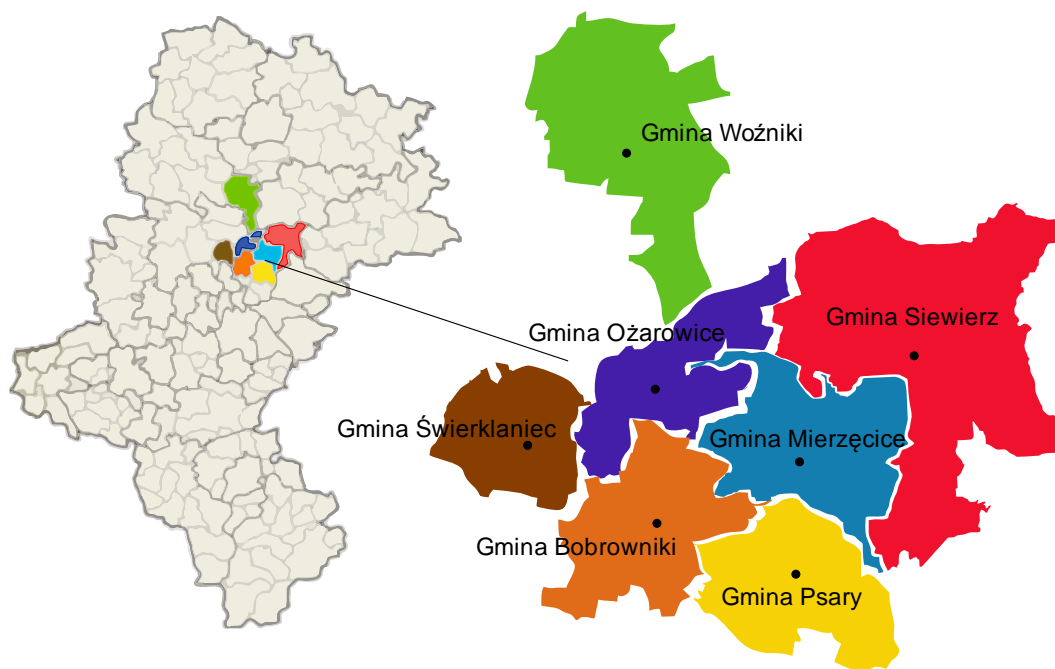 Gmina Woźniki
Gmina Siewierz
Gmina Ożarowice
Gmina Świerklaniec
Gmina Mierzęcice
Gmina Bobrowniki
Gmina Psary